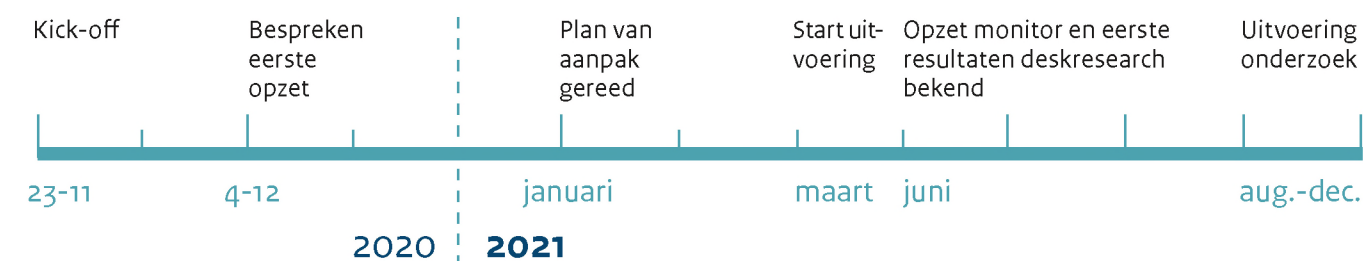 Kick-off
Bespreken
eerste
opzet
Plan van
aanpak
gereed
Start uit-
voering
Opzet monitor en eerste
resultaten deskresearch
bekend
Uitvoering
onderzoek
23-11
4-12
januari
maart
juni
aug.-dec.
2020
2021